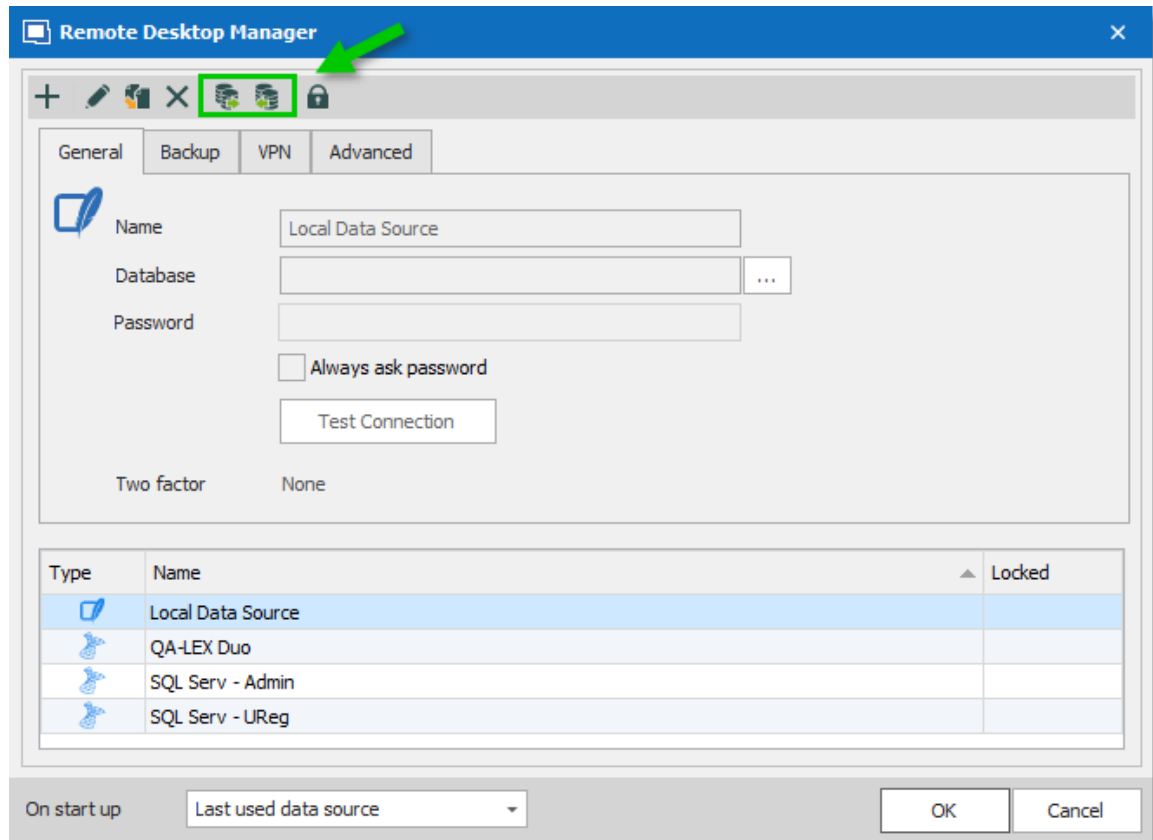 Remote Desktop Manager
General Backup VPN Advanced
Name Local Data Source
Database ...
Password
Always ask password
Test Connection
Two factor None
Type Name Locked
Local Data Source
QA-LEX Duo
SQL Serv - Admin
SQL Serv - UReg
On start up Last used data source OK Cancel